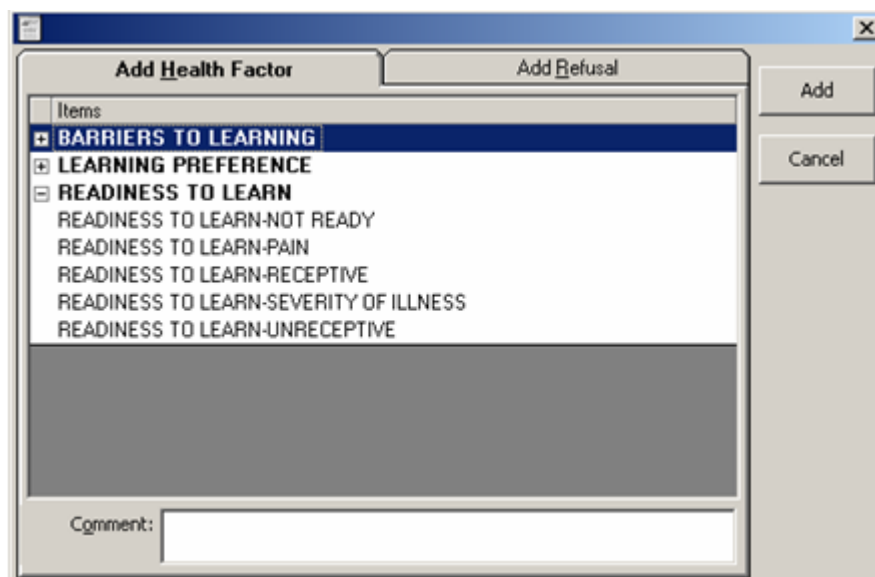 Add Health Factor
Add Refusal
Add
Items
BARRIERS TO LEARNING
Cancel
LEARNING PREFERENCE
READINESS TO LEARN
READINESS TO LEARN-NOT READY
READINESS TO LEARN-PAIN
READINESS TO LEARN-RECEPTIVE
READINESS TO LEARN-SEVERITY OF ILLNESS
READINESS TO LEARN-UNRECEPTIVE
Comment: